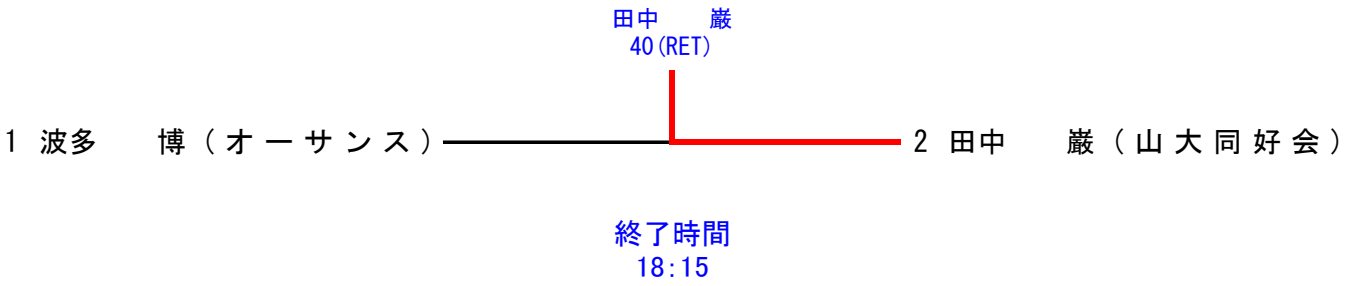 田中　　巌
40(RET)
1 波多　　博（オーサンス）
2 田中　　巌（山大同好会）
終了時間
18:15